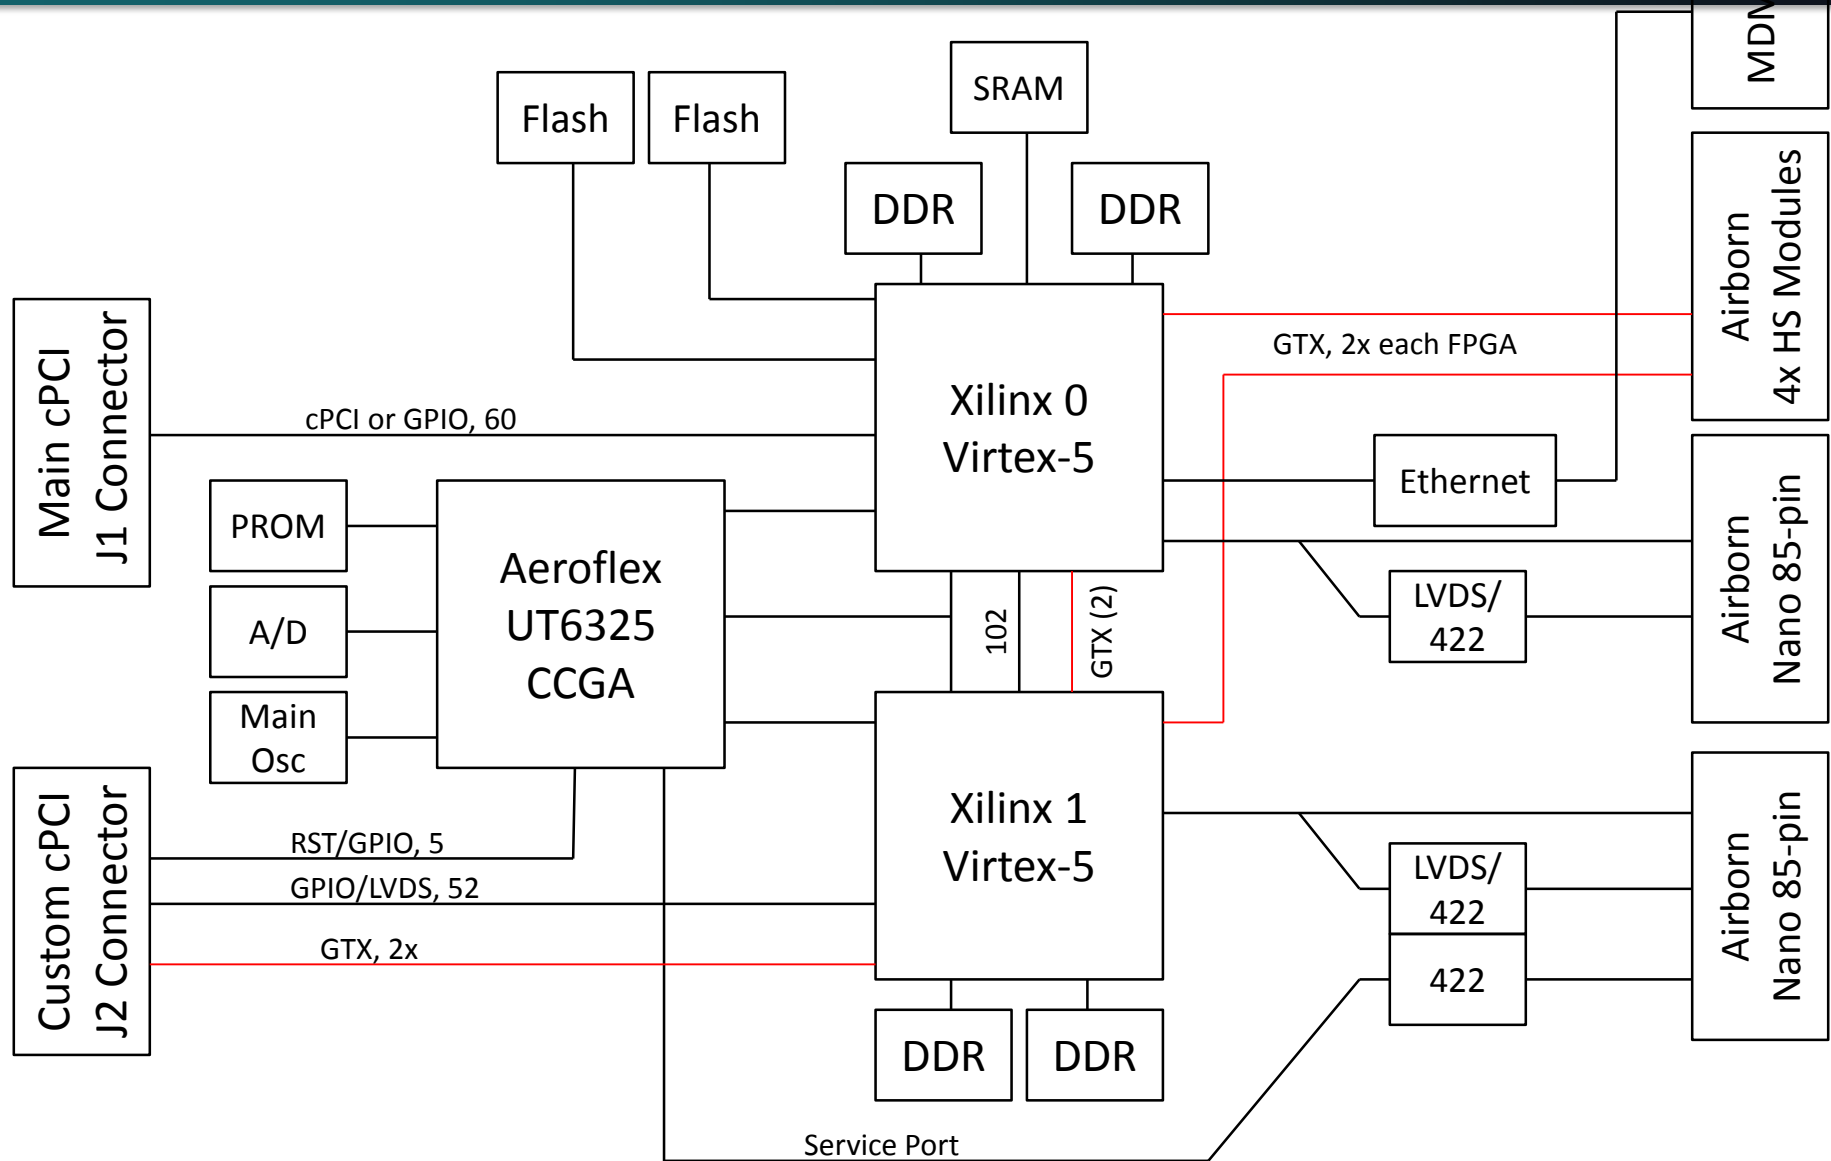 MDM
SRAM
Flash
Flash
DDR
DDR
Airborn
4x HS Modules
Main cPCI
J1 Connector
GTX, 2x each FPGA
cPCI or GPIO, 60
Xilinx 0
Virtex-5
Ethernet
PROM
Aeroflex
UT6325
CCGA
A/D
Main
Osc
102
GTX (2)
LVDS/
422
Airborn
Nano 85-pin
Custom cPCI
J2 Connector
RST/GPIO, 5
GPIO/LVDS, 52
GTX, 2x
Xilinx 1
Virtex-5
LVDS/
422
422
Airborn
Nano 85-pin
DDR
DDR
Service Port